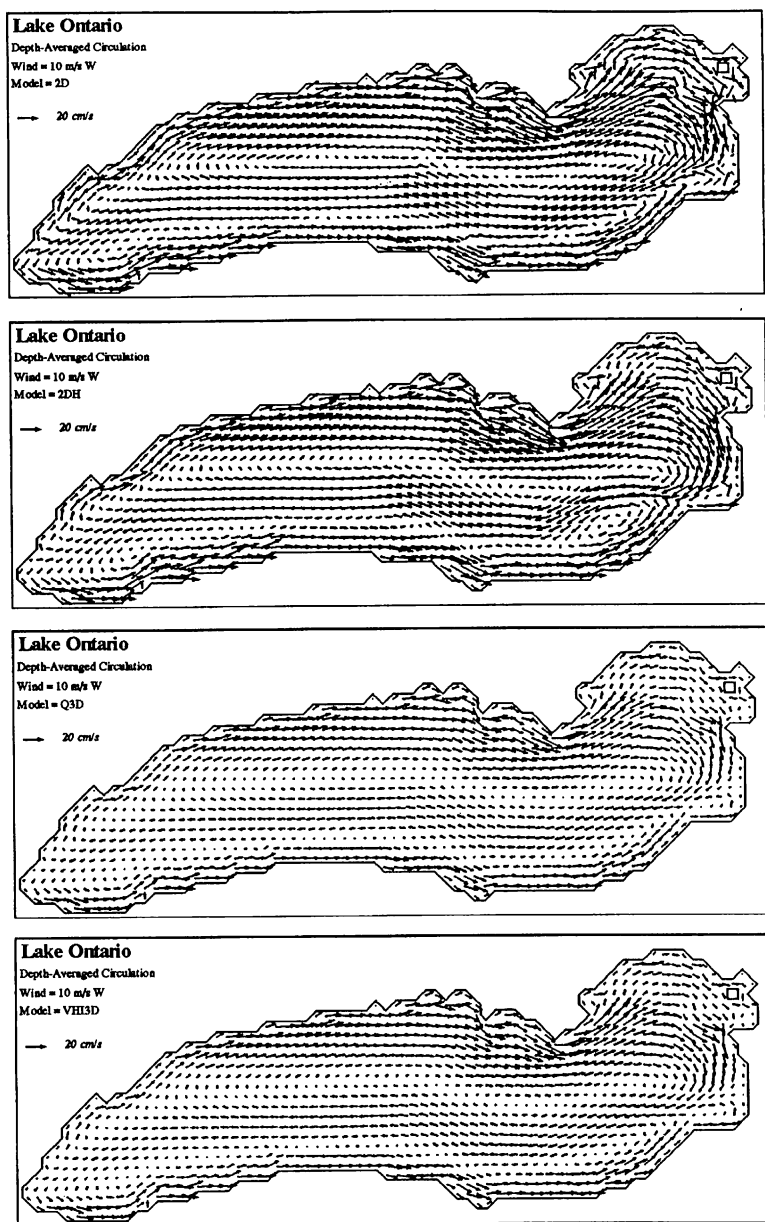 Lake Ontario
Depth-Averaged Circulation
Wind = 10 m/s W
Model = 2D
20 cm/s
Lake Ontario
Depth-Averaged Circulation
Wind = 10 m/s W
Model = 2DH
20 cm/s
Lake Ontario
Depth-Averaged Circulation
Wind = 10 m/s W
Model = Q3D
20 cm/s
Lake Ontario
Depth-Averaged Circulation
Wind = 10 m/s W
Model = VHI3D
20 cm/s